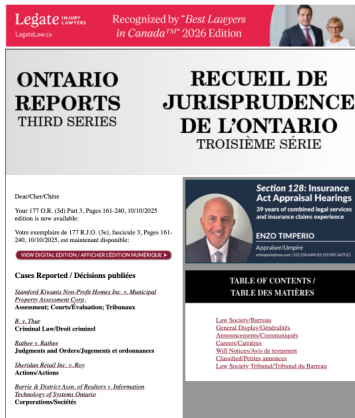 Legate INJURY LAWYERS
LegateLaw.ca
Recognized by "Best Lawyers
in Canada™" 2026 Edition
ONTARIO
REPORTS
THIRD SERIES
RECUEIL DE
JURISPRUDENCE
DE L'ONTARIO
TROISIÈME SÉRIE
Dear/Cher/Chère
Your 177 O.R. (3d) Part 3, Pages 161-240, 10/10/2025
edition is now available:
Votre exemplaire de 177 R.J.O. (3e), fascicule 3, Pages 161-
240, 10/10/2025, est maintenant disponible:
VIEW DIGITAL EDITION / AFFICHER L'ÉDITION NUMÉRIQUE >
Cases Reported / Décisions publiées
Stamford Kiwanis Non-Profit Homes Inc. v. Municipal
Property Assessment Corp.
Assessment; Courts/Évaluation; Tribunaux
R. v. Thur
Criminal Law/Droit criminel
Rathee v. Rathee
Judgments and Orders/Jugements et ordonnances
Sheridan Retail Inc. v. Roy
Actions/Actions
Barrie & District Assn. of Realtors v. Information
Technology of Systems Ontario
Corporations/Sociétés
Section 128: Insurance
Act Appraisal Hearings
39 years of combined legal services
and insurance claims experience
ENZO TIMPERIO
Appraiser/Umpire
TABLE OF CONTENTS /
TABLE DES MATIÈRES
Law Society/Barreau
General Display/Généralités
Announcements/Communiqués
Careers/Carrières
Will Notices/Avis de testament
Classified/Petites annonces
Law Society Tribunal/Tribunal du Barreau